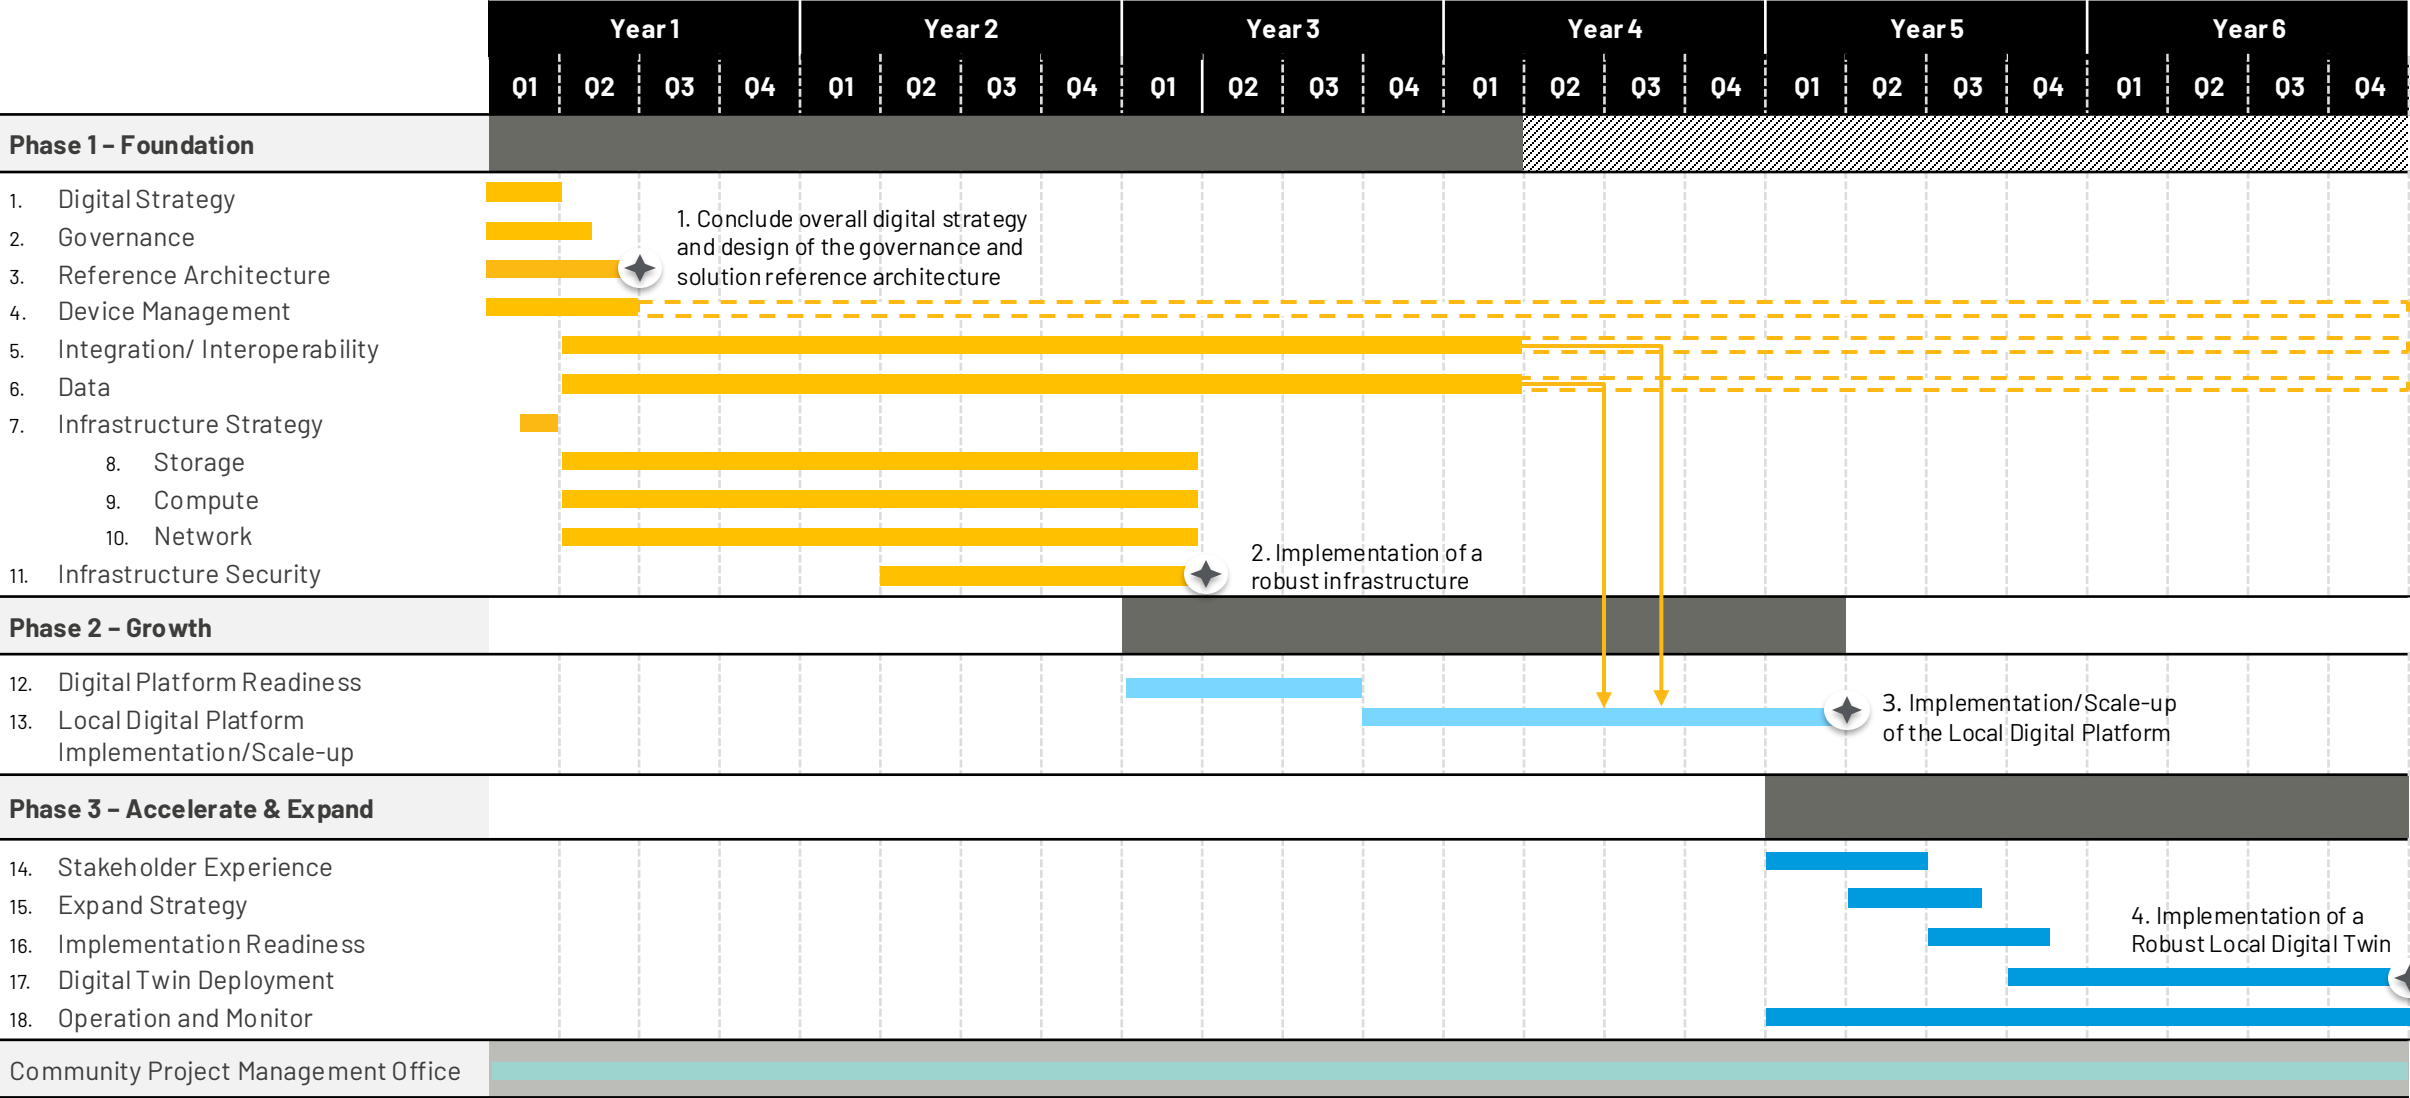 Year 1 Year 2 Year 3 Year 4 Year 5 Year 6
Q1 Q2 Q3 Q4 Q1 Q2 Q3 Q4 Q1 Q2 Q3 Q4 Q1 Q2 Q3 Q4 Q1 Q2 Q3 Q4 Q1 Q2 Q3 Q4
Phase 1 – Foundation
1. Digital Strategy
2. Governance
3. Reference Architecture
1. Conclude overall digital strategy
and design of the governance and
solution reference architecture
4. Device Management
5. Integration/ Interoperability
6. Data
7. Infrastructure Strategy
8. Storage
9. Compute
10. Network
11. Infrastructure Security
2. Implementation of a
robust infrastructure
Phase 2 – Growth
12. Digital Platform Readiness
13. Local Digital Platform
Implementation/Scale-up
3. Implementation/Scale-up
of the Local Digital Platform
Phase 3 – Accelerate & Expand
14. Stakeholder Experience
15. Expand Strategy
16. Implementation Readiness
17. Digital Twin Deployment
18. Operation and Monitor
4. Implementation of a
Robust Local Digital Twin
Community Project Management Office